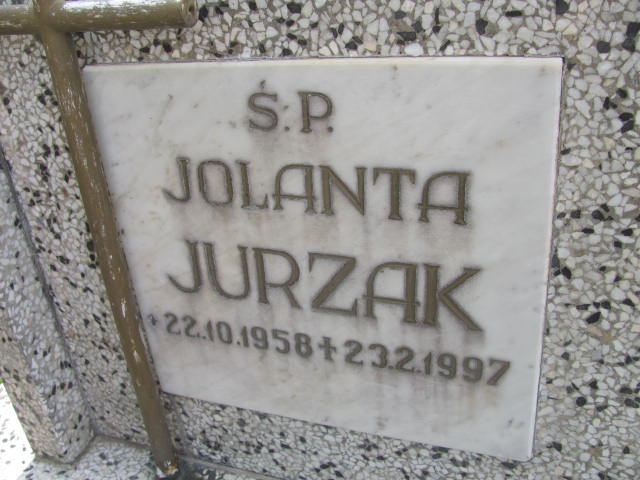 Ś.P.
JOLANTA
JURZAK
*22.10.1958 ✝ 23.2.1997